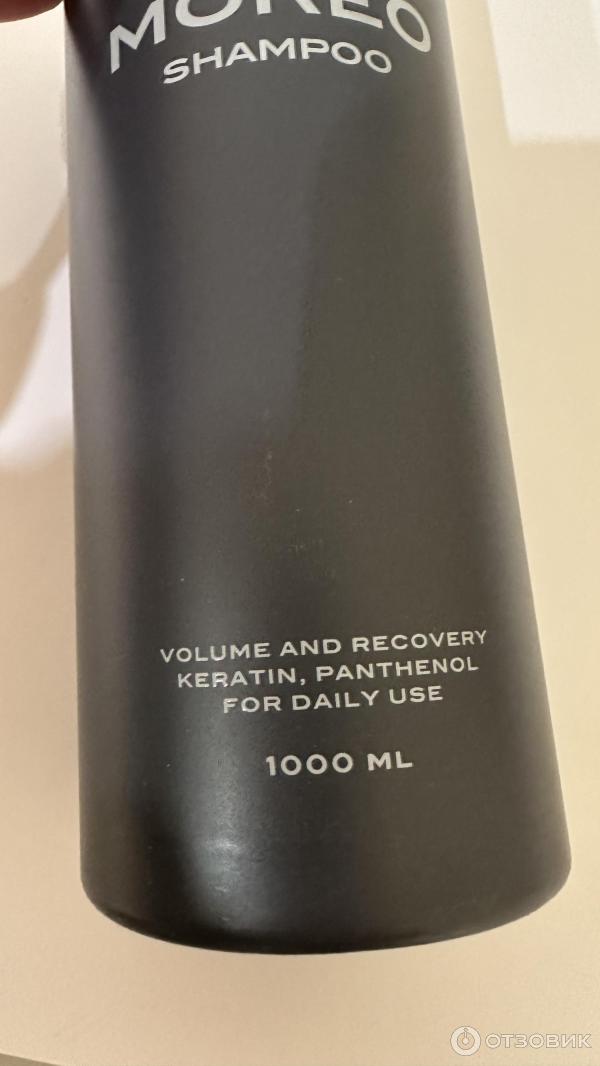 MOREO
SHAMPOO
VOLUME AND RECOVERY
KERATIN, PANTHENOL
FOR DAILY USE
1000 ML
ОТЗОВИК